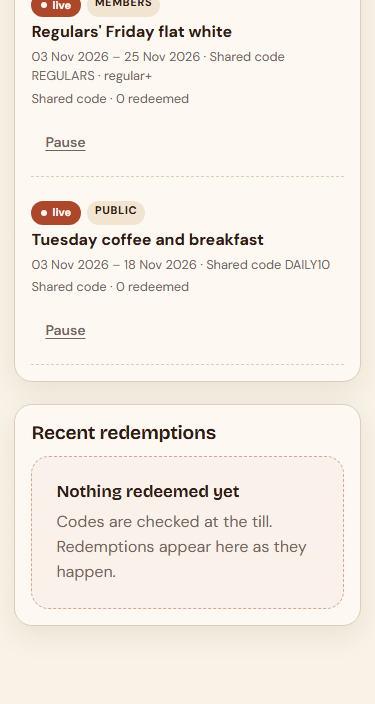 live MEMBERS
Regulars' Friday flat white
03 Nov 2026 – 25 Nov 2026 · Shared code
REGULARS · regular+
Shared code · 0 redeemed
Pause
live PUBLIC
Tuesday coffee and breakfast
03 Nov 2026 – 18 Nov 2026 · Shared code DAILY10
Shared code · 0 redeemed
Pause
Recent redemptions
Nothing redeemed yet
Codes are checked at the till.
Redemptions appear here as they
happen.